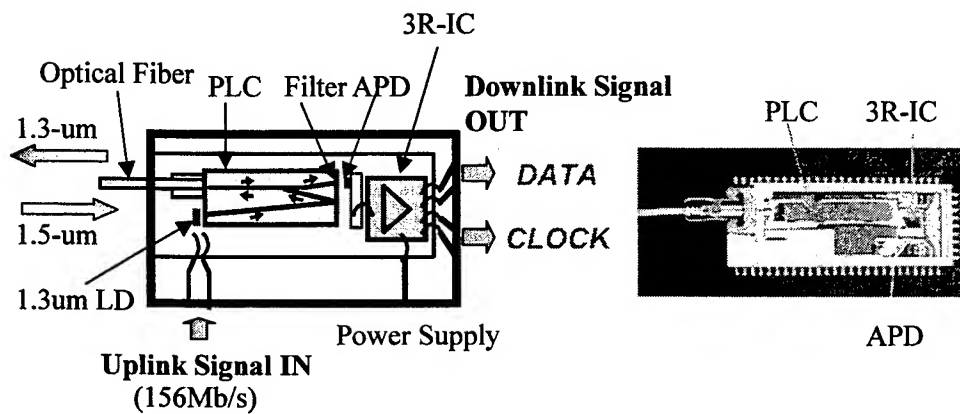 3R-IC
Optical Fiber
PLC
Filter APD
Downlink Signal
OUT
1.3-um
DATA
1.5-um
CLOCK
1.3um LD
Power Supply
Uplink Signal IN
(156Mb/s)
PLC
3R-IC
APD